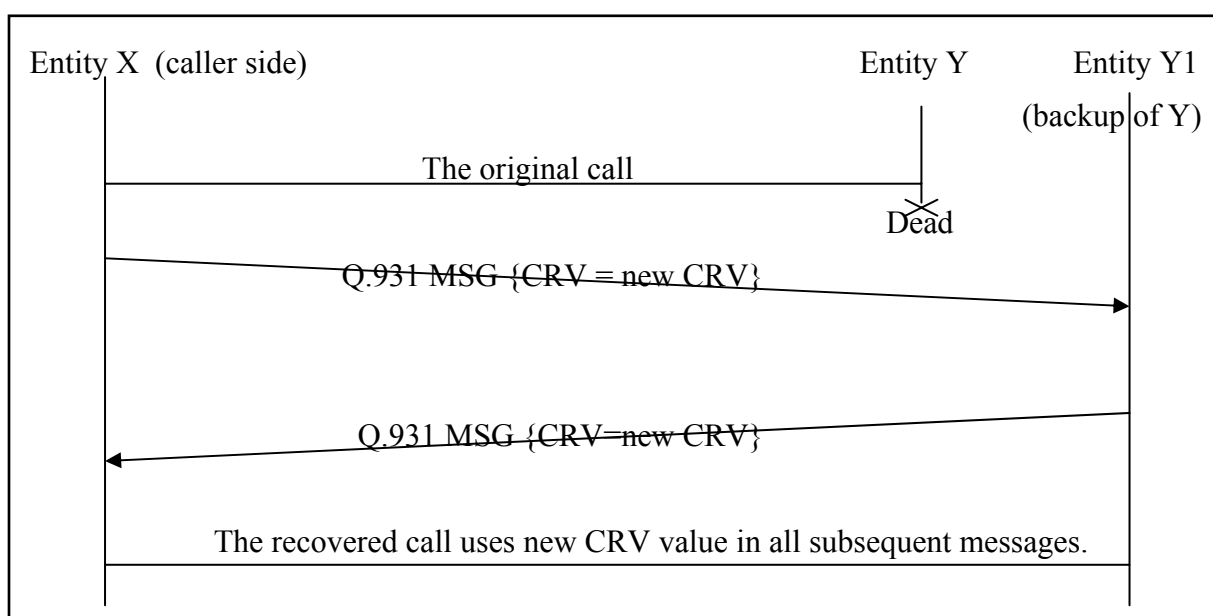 Entity X  (caller side)
Entity Y
Entity Y1
(backup of Y)
The original call
Dead
Q.931 MSG {CRV = new CRV}
Q.931 MSG {CRV=new CRV}
The recovered call uses new CRV value in all subsequent messages.